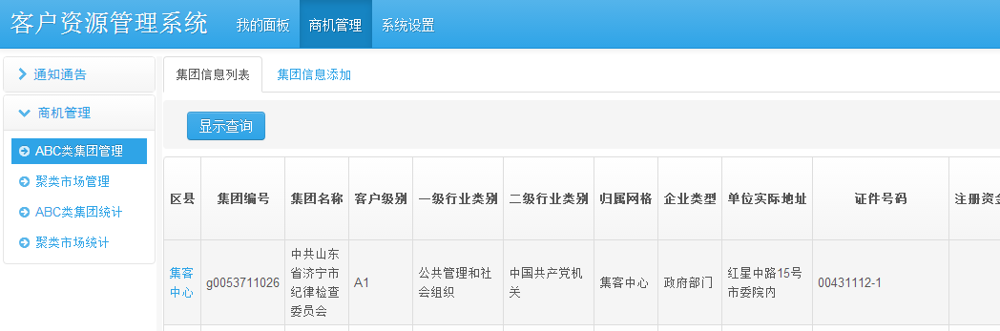 客户资源管理系统 我的面板 商机管理 系统设置
通知通告
商机管理
ABC类集团管理
聚类市场管理
ABC类集团统计
聚类市场统计
集团信息列表 集团信息添加
显示查询
区县 集团编号 集团名称 客户级别 一级行业类别 二级行业类别 归属网格 企业类型 单位实际地址 证件号码 注册资金
集客
中心
g0053711026
中共山东
省济宁市
纪律检查
委员会
A1
公共管理和社
会组织
中国共产党机
关
集客中心
政府部门
红星中路15号
市委院内
00431112-1